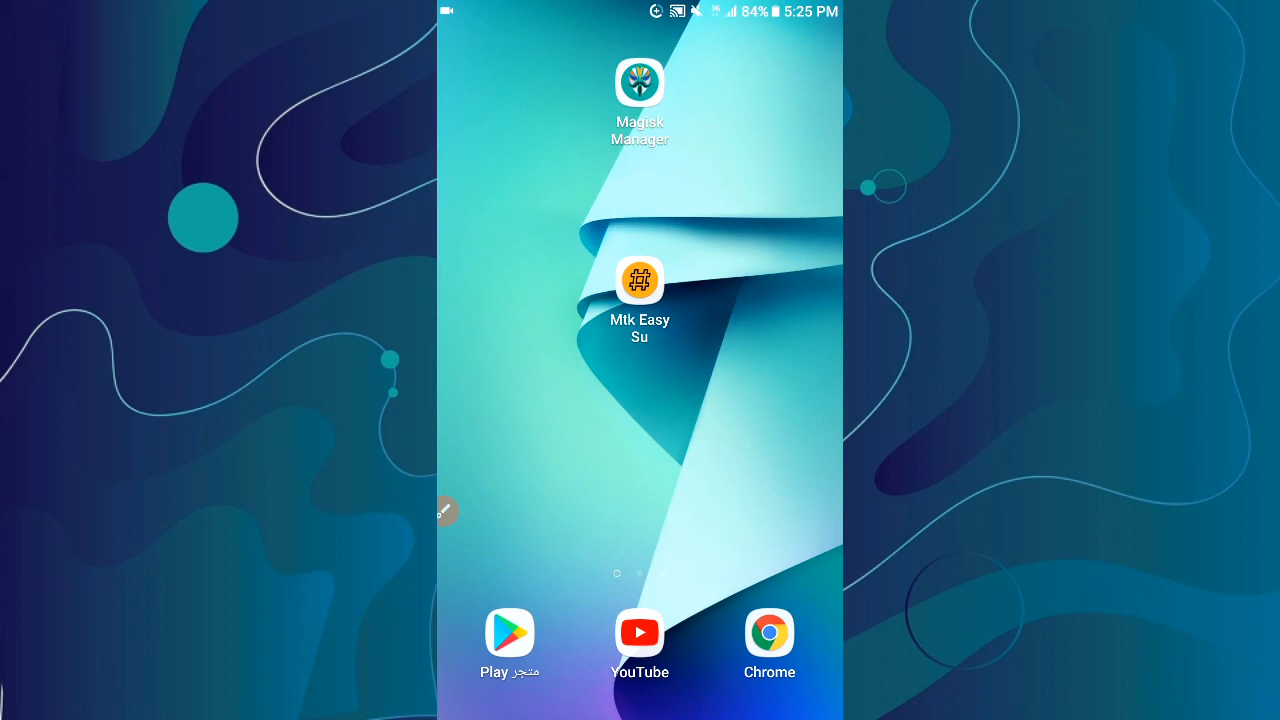 84% 5:25 PM
Magisk
Manager
Mtk Easy
Su
متجر Play
YouTube
Chrome